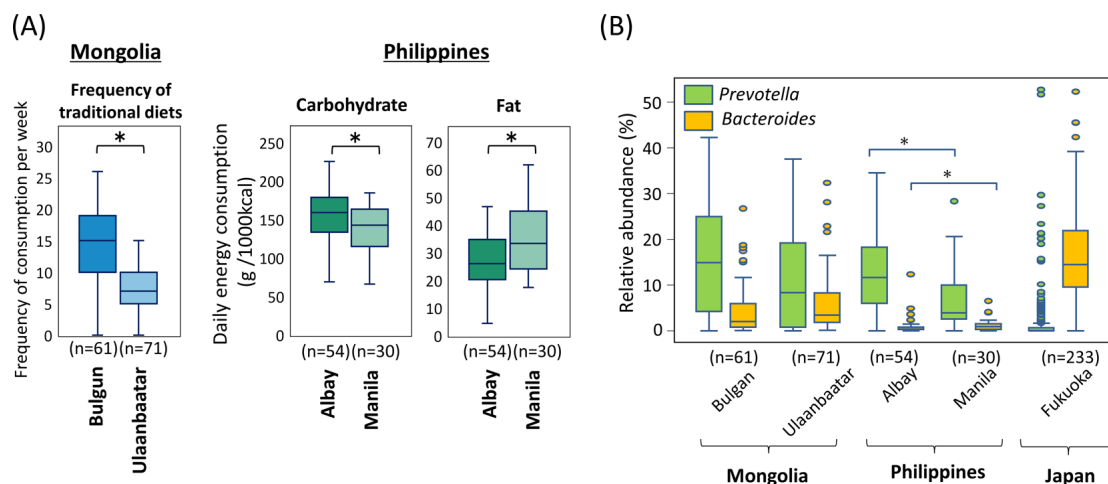 (A)
Mongolia
Philippines
Frequency of
traditional diets
Carbohydrate
Fat
Frequency of consumption per week
30
25
20
15
10
5
0
*
(n=61)(n=71)
Bulgun
Ulaanbaatar
Daily energy consumption
(g /1000kcal)
250
200
150
100
50
0
*
(n=54)(n=30)
Albay
Manila
70
60
50
40
30
20
10
0
*
(n=54)(n=30)
Albay
Manila
(B)
Relative abundance (%)
50
40
30
20
10
0
Prevotella
Bacteroides
*
*
(n=61) (n=71) (n=54) (n=30) (n=233)
Bulgan
Ulaanbaatar
Albay
Manila
Fukuoka
Mongolia Philippines Japan